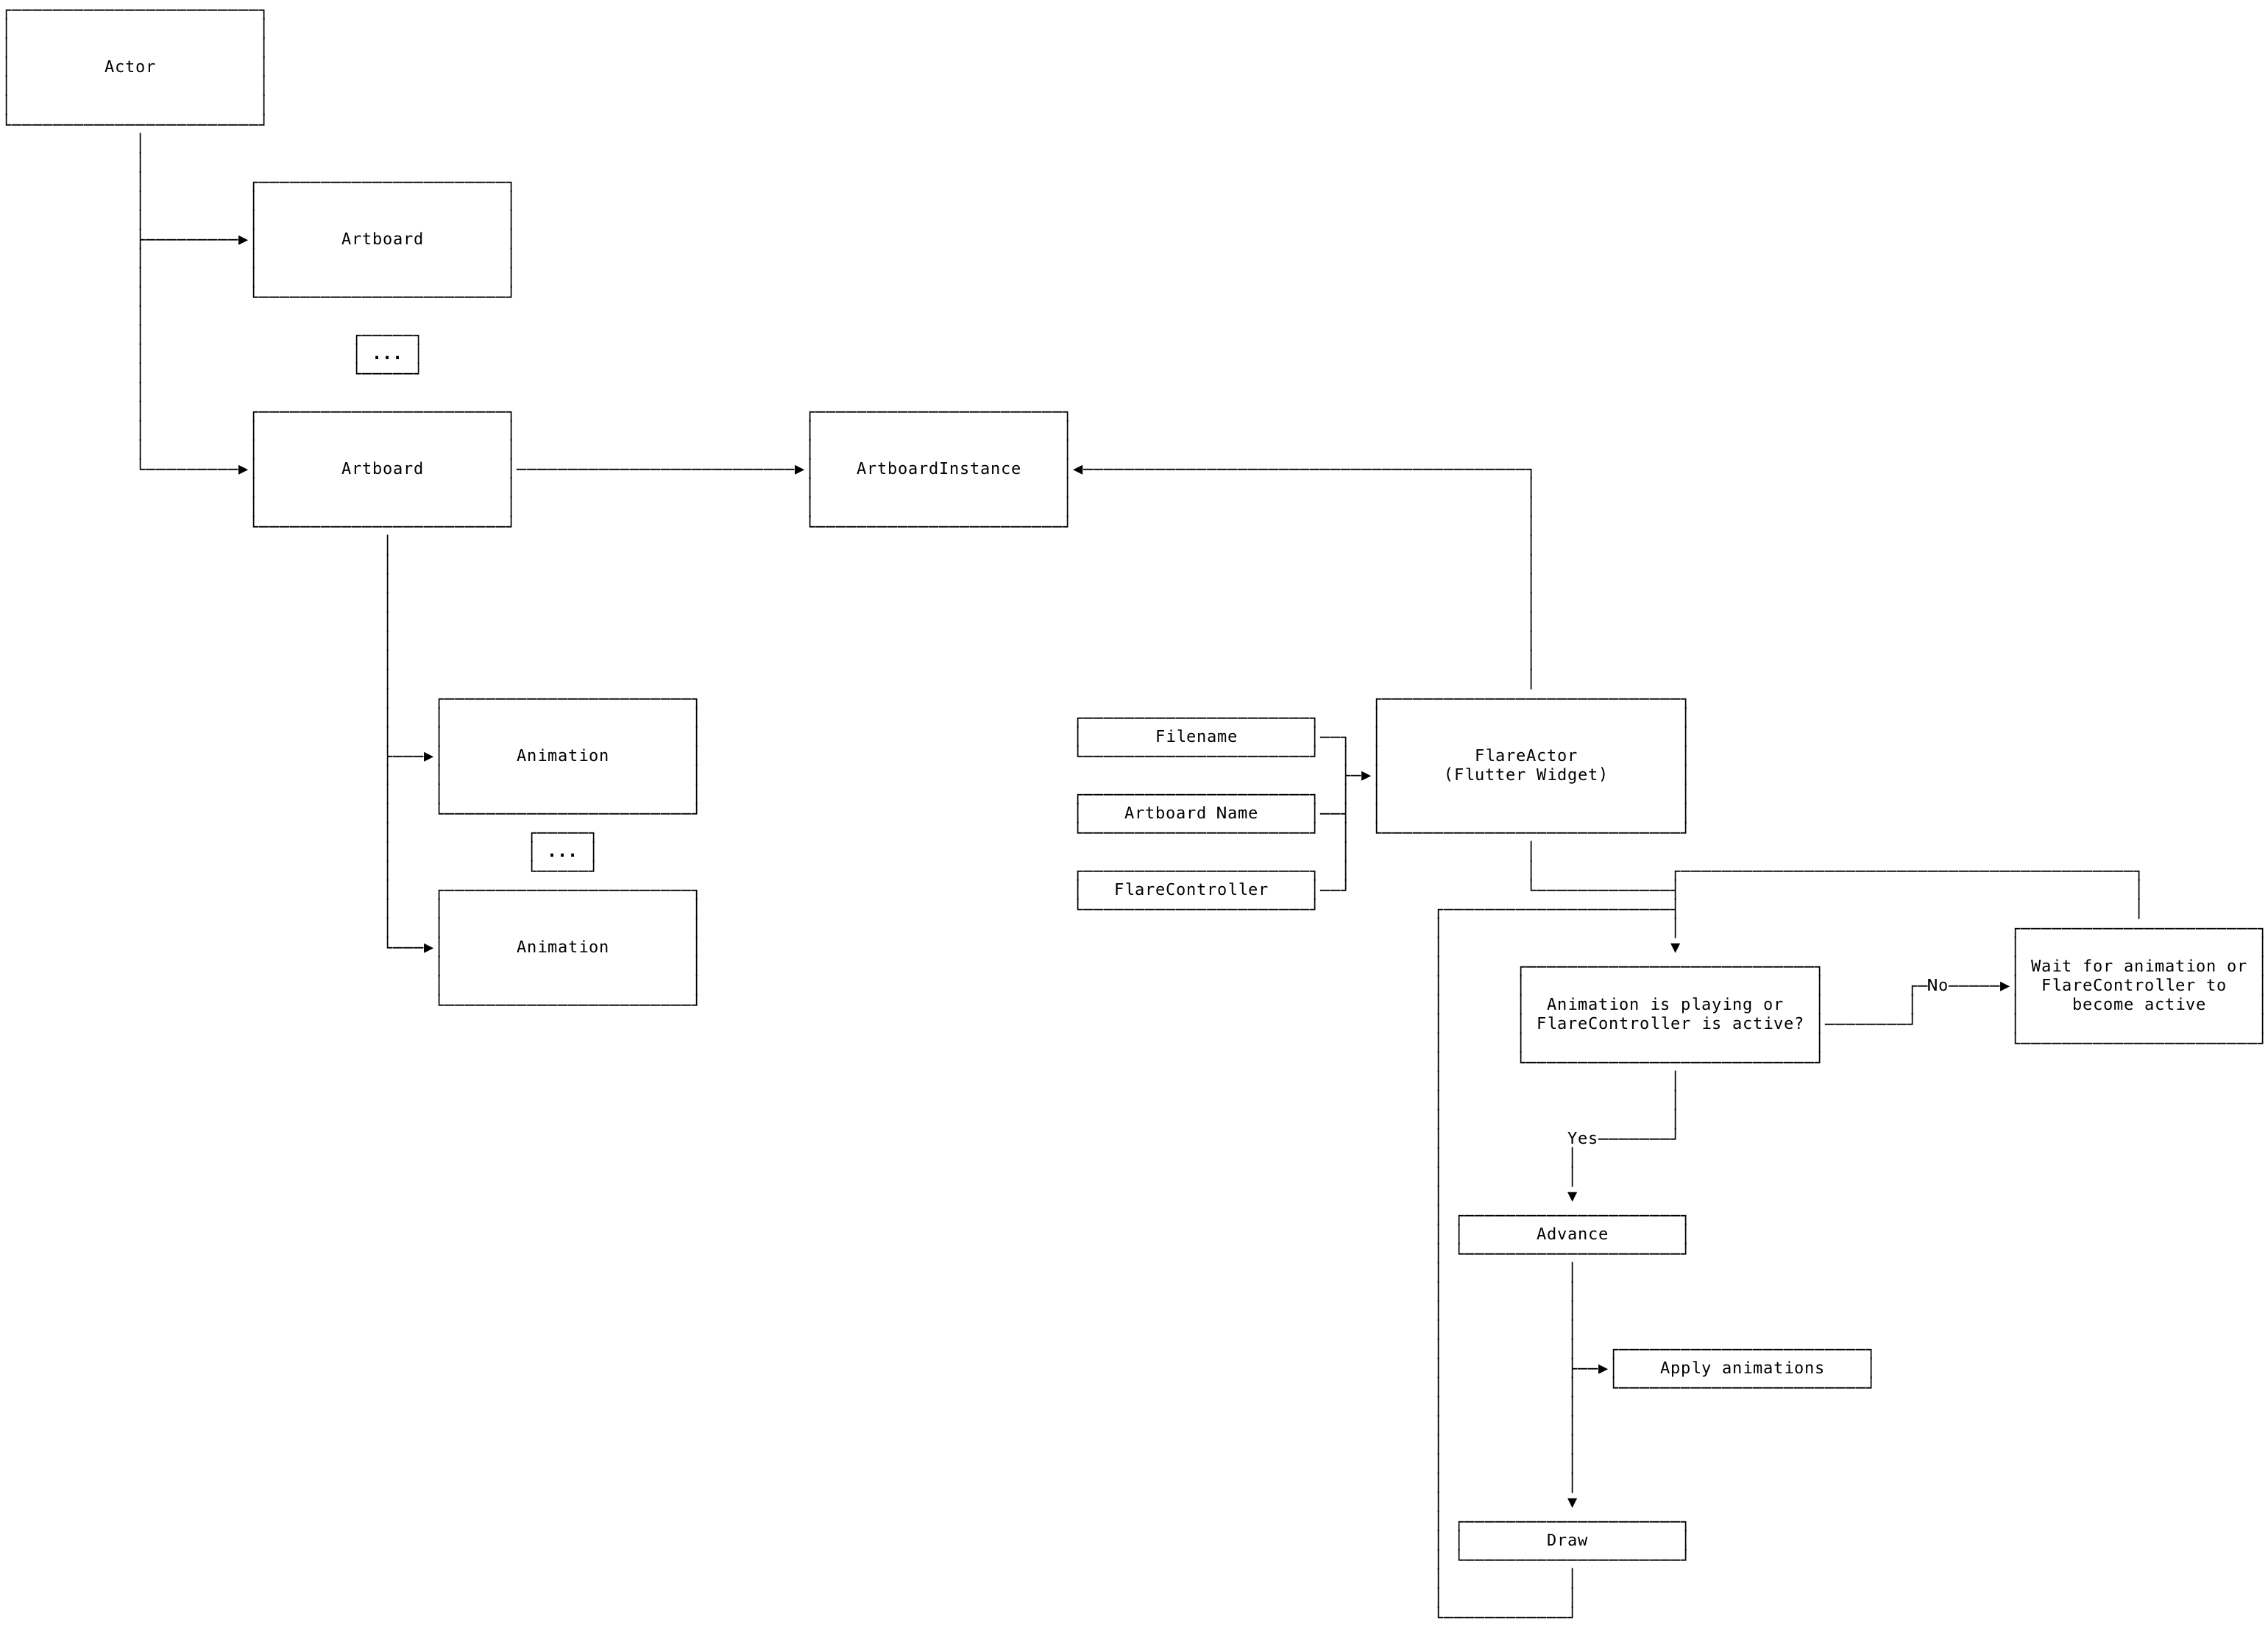 Actor
Artboard
...
Artboard
ArtboardInstance
Animation
...
Animation
Filename
Artboard Name
FlareController
FlareActor
(Flutter Widget)
Animation is playing or
FlareController is active?
No
Wait for animation or
FlareController to
become active
Yes
Advance
Apply animations
Draw